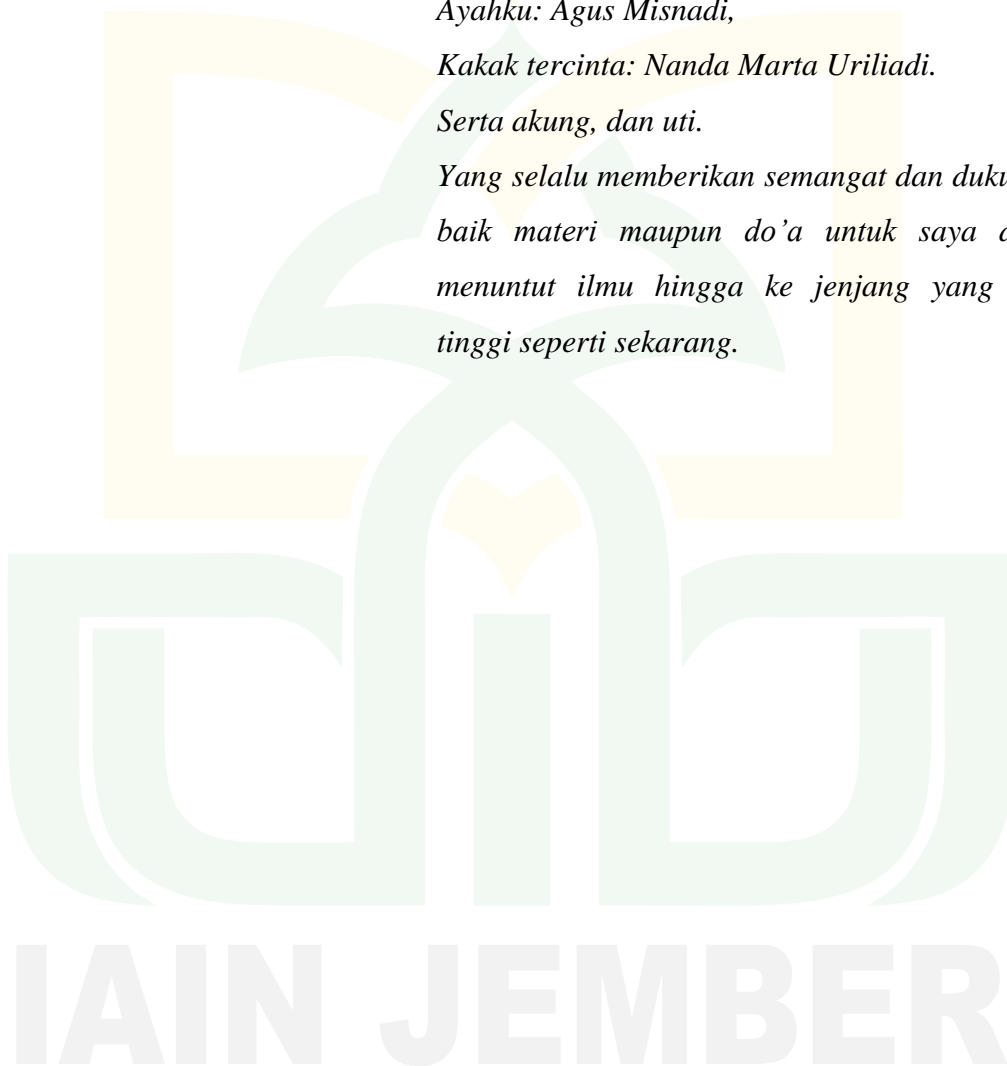 Ayahku: Agus Misnadi,
Kakak tercinta: Nanda Marta Uriliadi.
Serta akung, dan uti.
Yang selalu memberikan semangat dan
baik materi maupun do’a untuk saya
menuntut ilmu hingga ke jenjang yang
tinggi seperti sekarang.
IAIN JEMBER